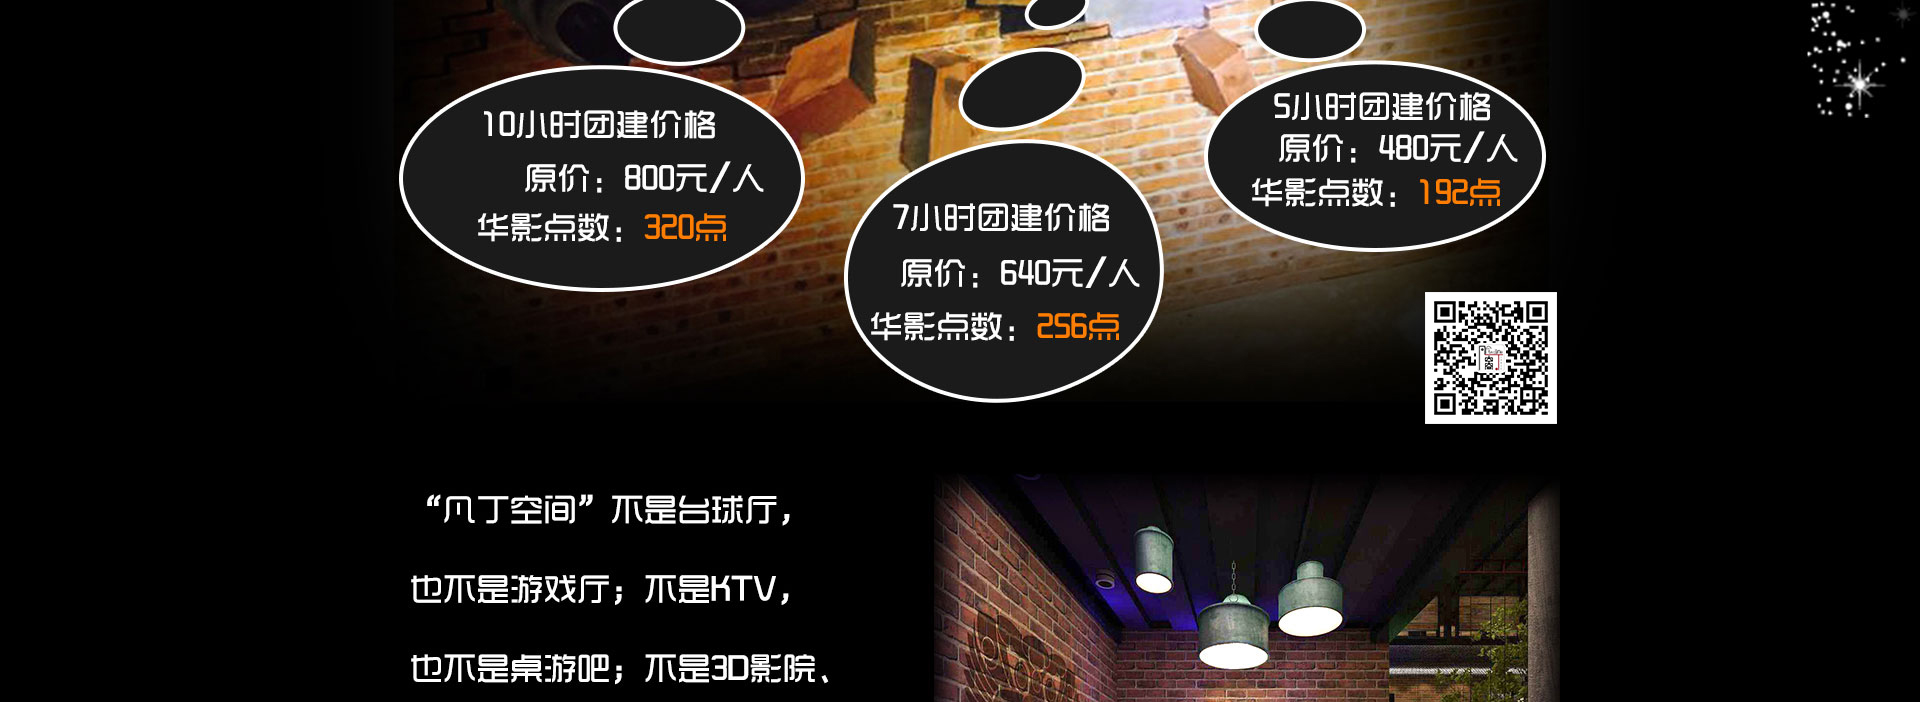 10小时团建价格
原价：800元/人
华影点数：320点
7小时团建价格
原价：640元/人
华影点数：256点
5小时团建价格
原价：480元/人
华影点数：192点
“凡丁空间”不是台球厅，
也不是游戏厅；不是KTV，
也不是桌游吧；不是3D影院、